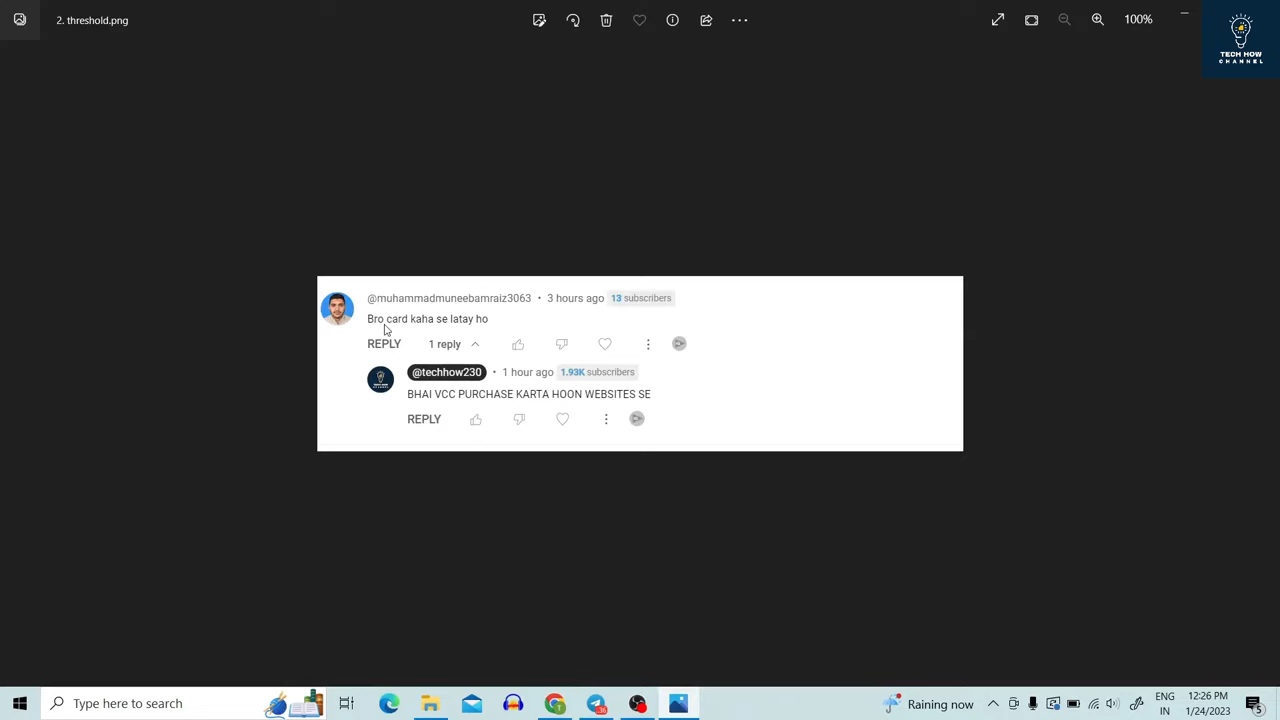 2. threshold.png
100%
TECH HOW
CHANNEL
@muhammadmuneebamraiz3063 • 3 hours ago 13 subscribers
Bro card kaha se latay ho
REPLY 1 reply
@techhow230 • 1 hour ago 1.93K subscribers
BHAI VCC PURCHASE KARTA HOON WEBSITES SE
REPLY
Type here to search
Raining now
ENG
IN
12:26 PM
1/24/2023
5